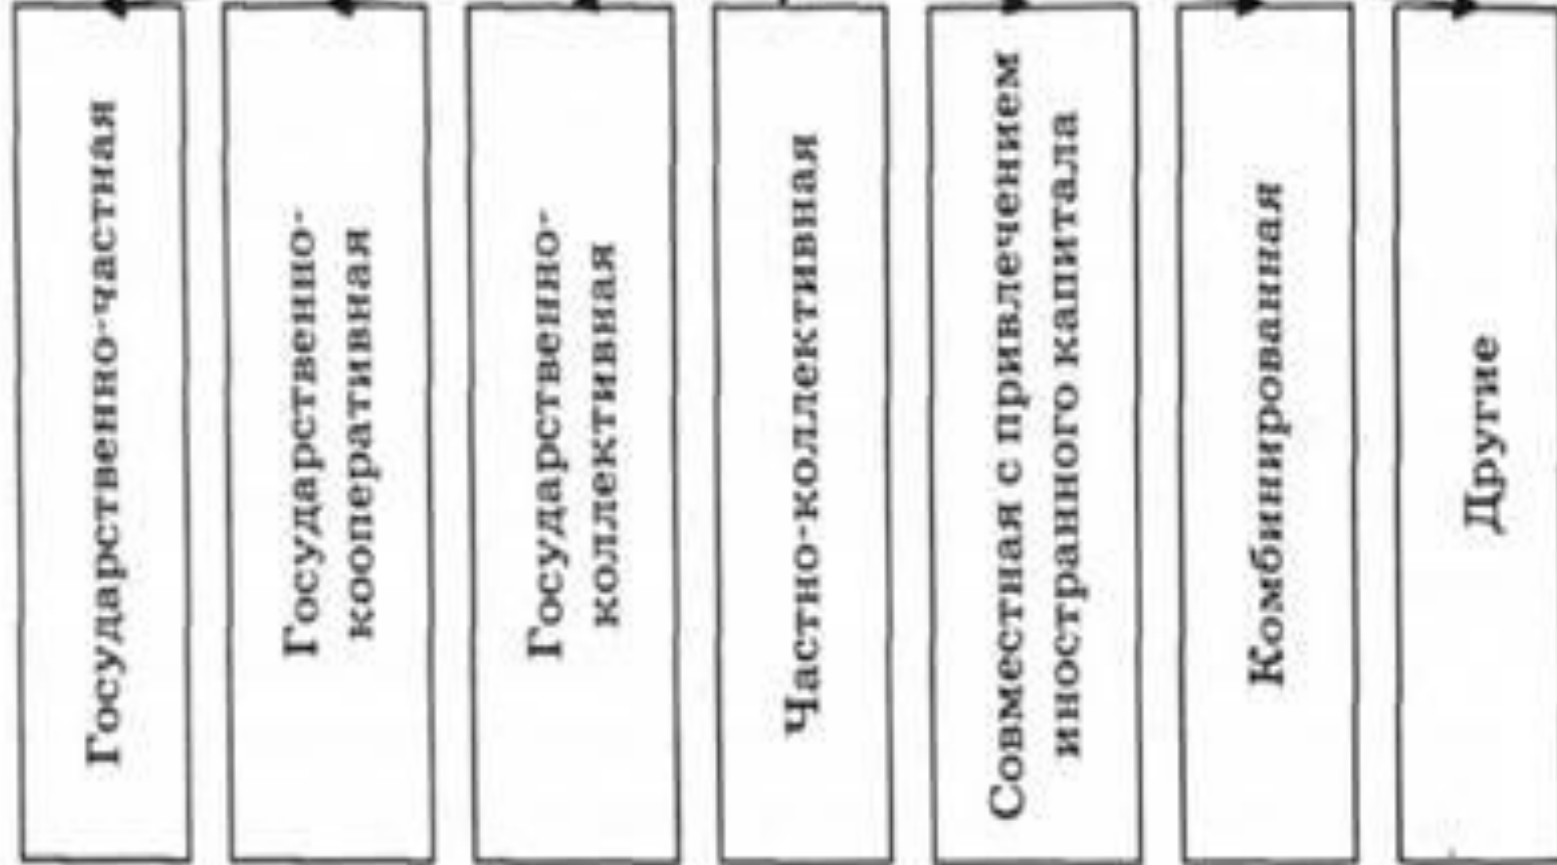 Государственно-частная
Государственно-
кооперативная
Государственно-
коллективная
Частно-коллективная
Совместная с привлечением
иностранного капитала
Комбинированная
Другие